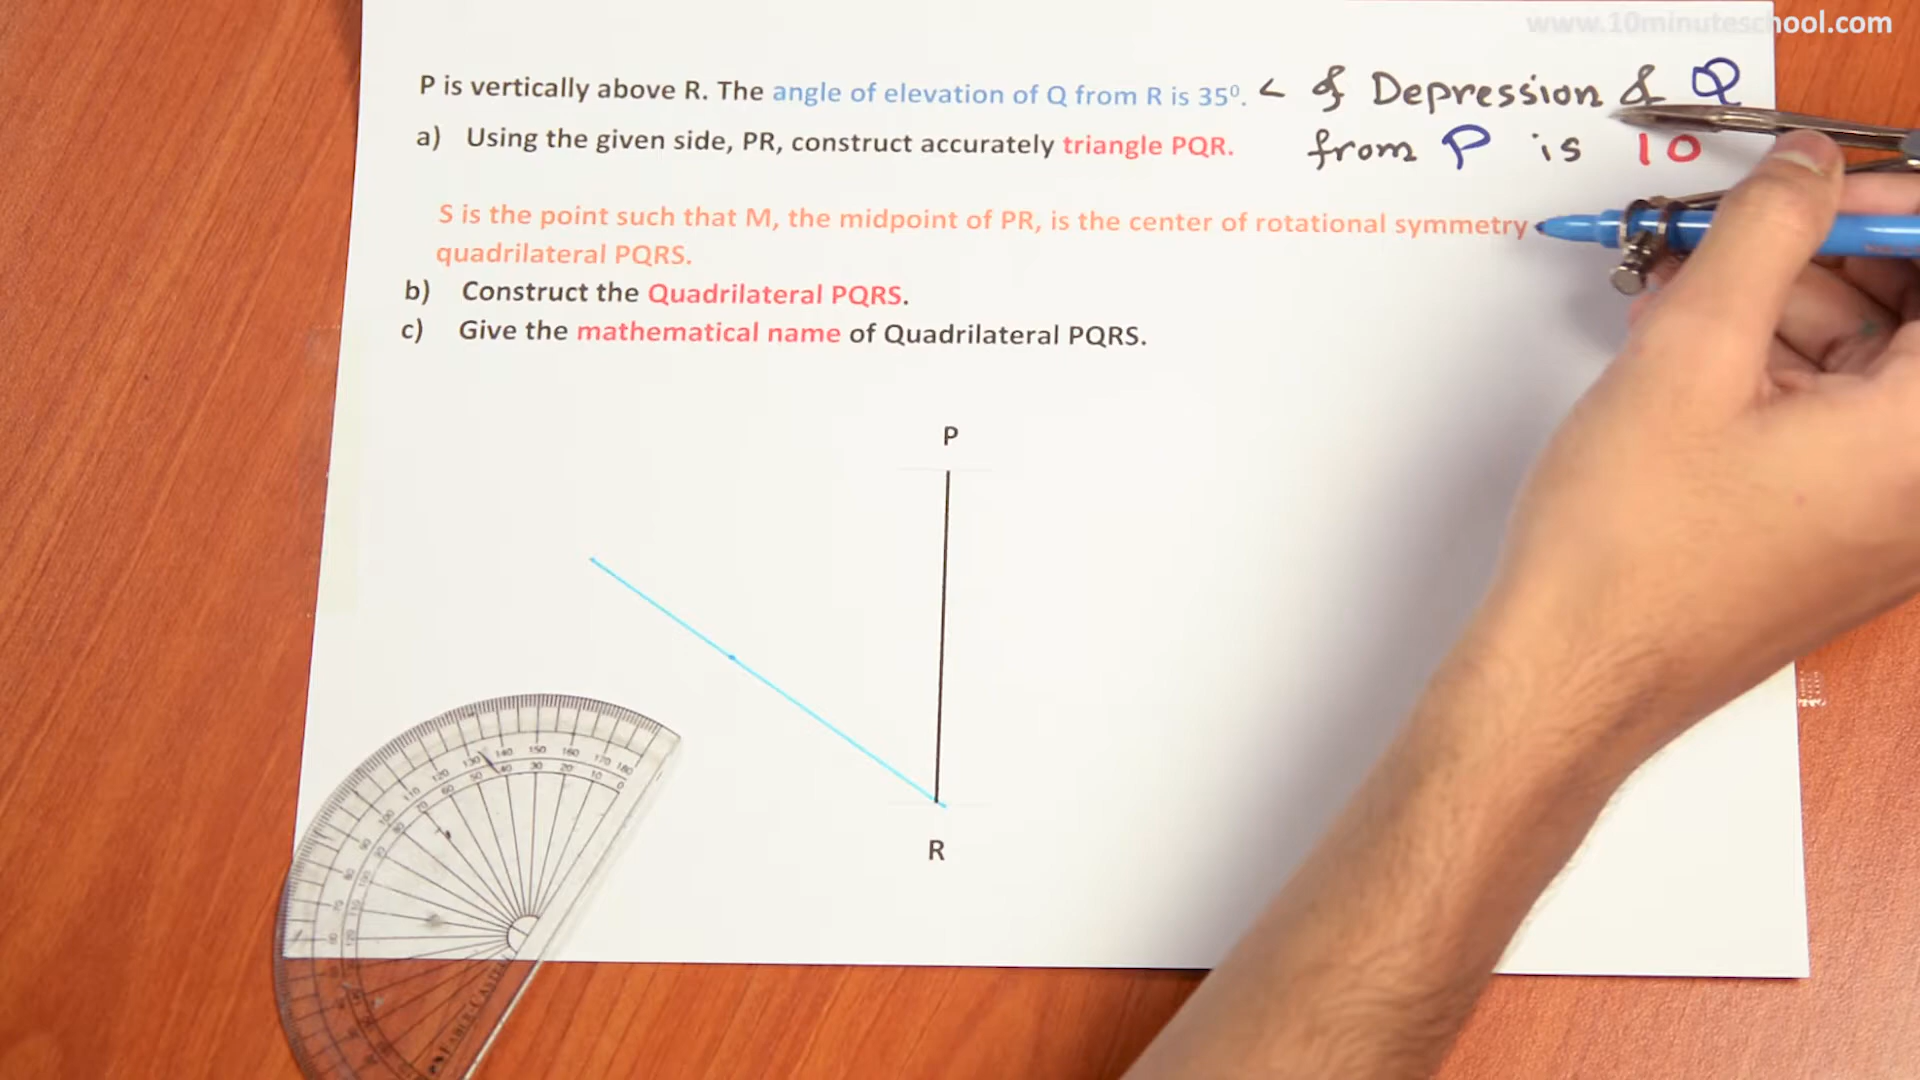 www.10minuteschool.com
P is vertically above R. The angle of elevation of Q from R is 35⁰. < of Depression of Q
a) Using the given side, PR, construct accurately triangle PQR. from P is 10
S is the point such that M, the midpoint of PR, is the center of rotational symmetry
quadrilateral PQRS.
b) Construct the Quadrilateral PQRS.
c) Give the mathematical name of Quadrilateral PQRS.
P
R